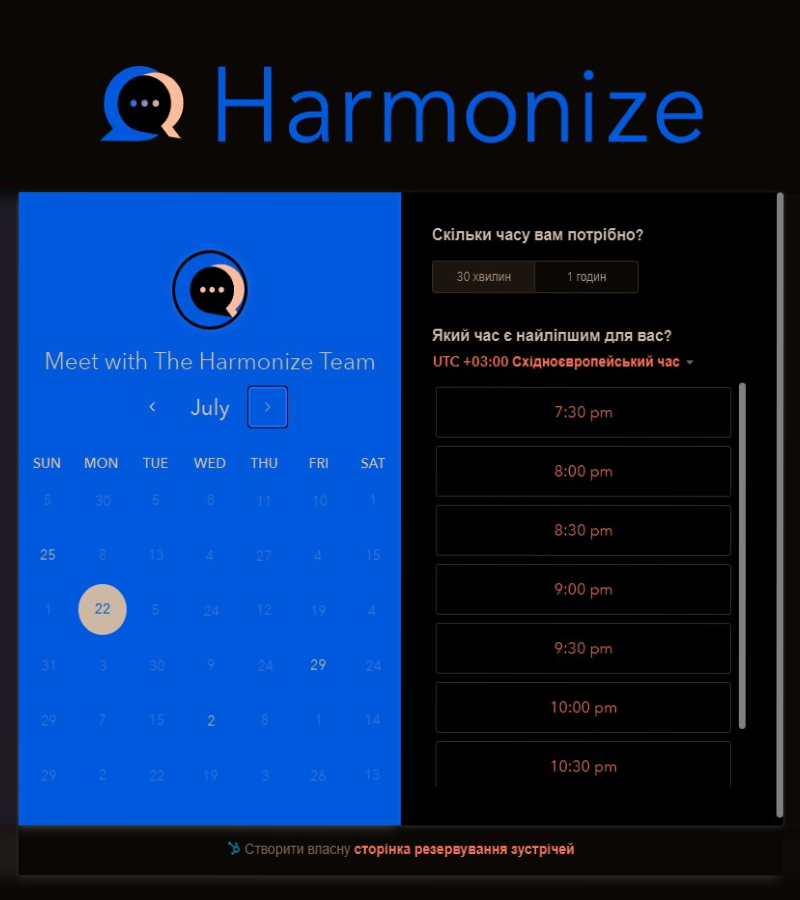 Harmonize
Meet with The Harmonize Team
July
SUN MON TUE WED THU FRI SAT
5 30 5 8 11 10 1
25 8 13 4 27 4 15
1 22 5 24 12 19 4
31 3 30 9 24 29 24
29 7 15 2 8 1 14
29 2 22 19 3 26 13
Скільки часу вам потрібно?
30 хвилин 1 годин
Який час є найліпшим для вас?
UTC +03:00 Східноєвропейський час
7:30 pm
8:00 pm
8:30 pm
9:00 pm
9:30 pm
10:00 pm
10:30 pm
Створити власну сторінка резервування зустрічей